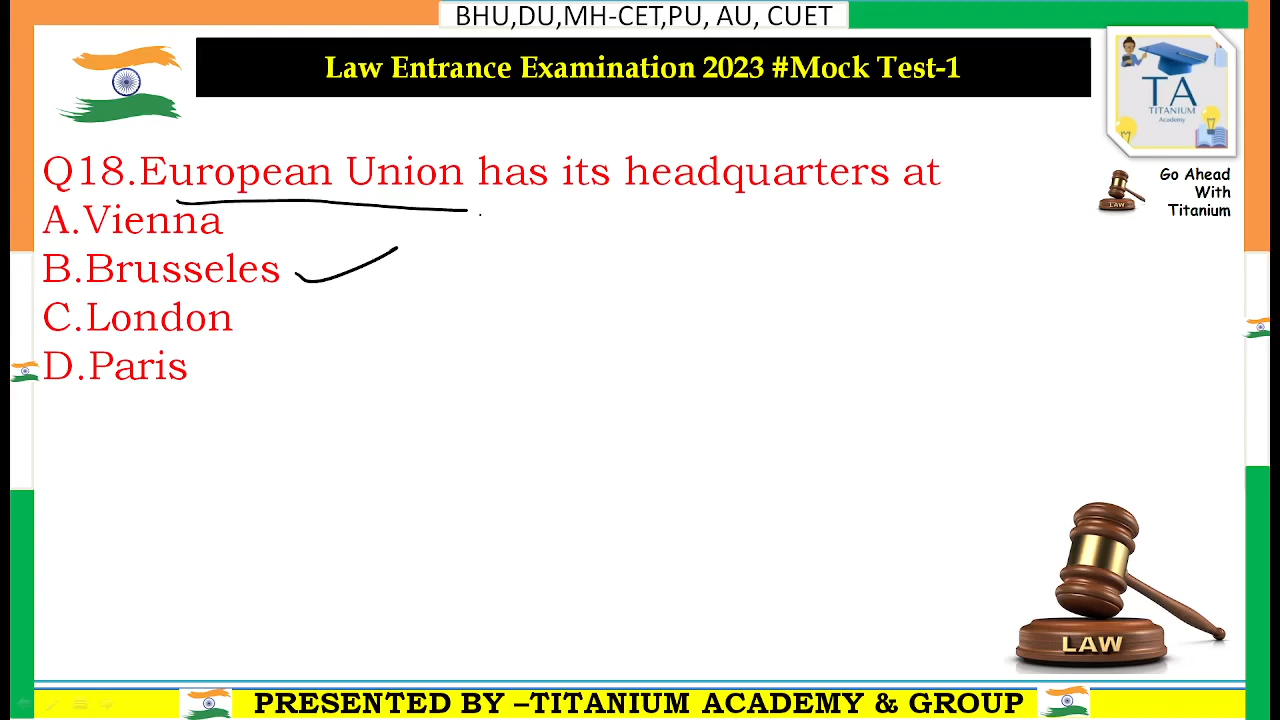 BHU,DU,MH-CET,PU, AU, CUET
Law Entrance Examination 2023 #Mock Test-1
TA
TITANIUM
Academy
Go Ahead
With
Titanium
LAW
Q18.European Union has its headquarters at
A.Vienna
B.Brusseles
C.London
D.Paris
LAW
PRESENTED BY –TITANIUM ACADEMY & GROUP